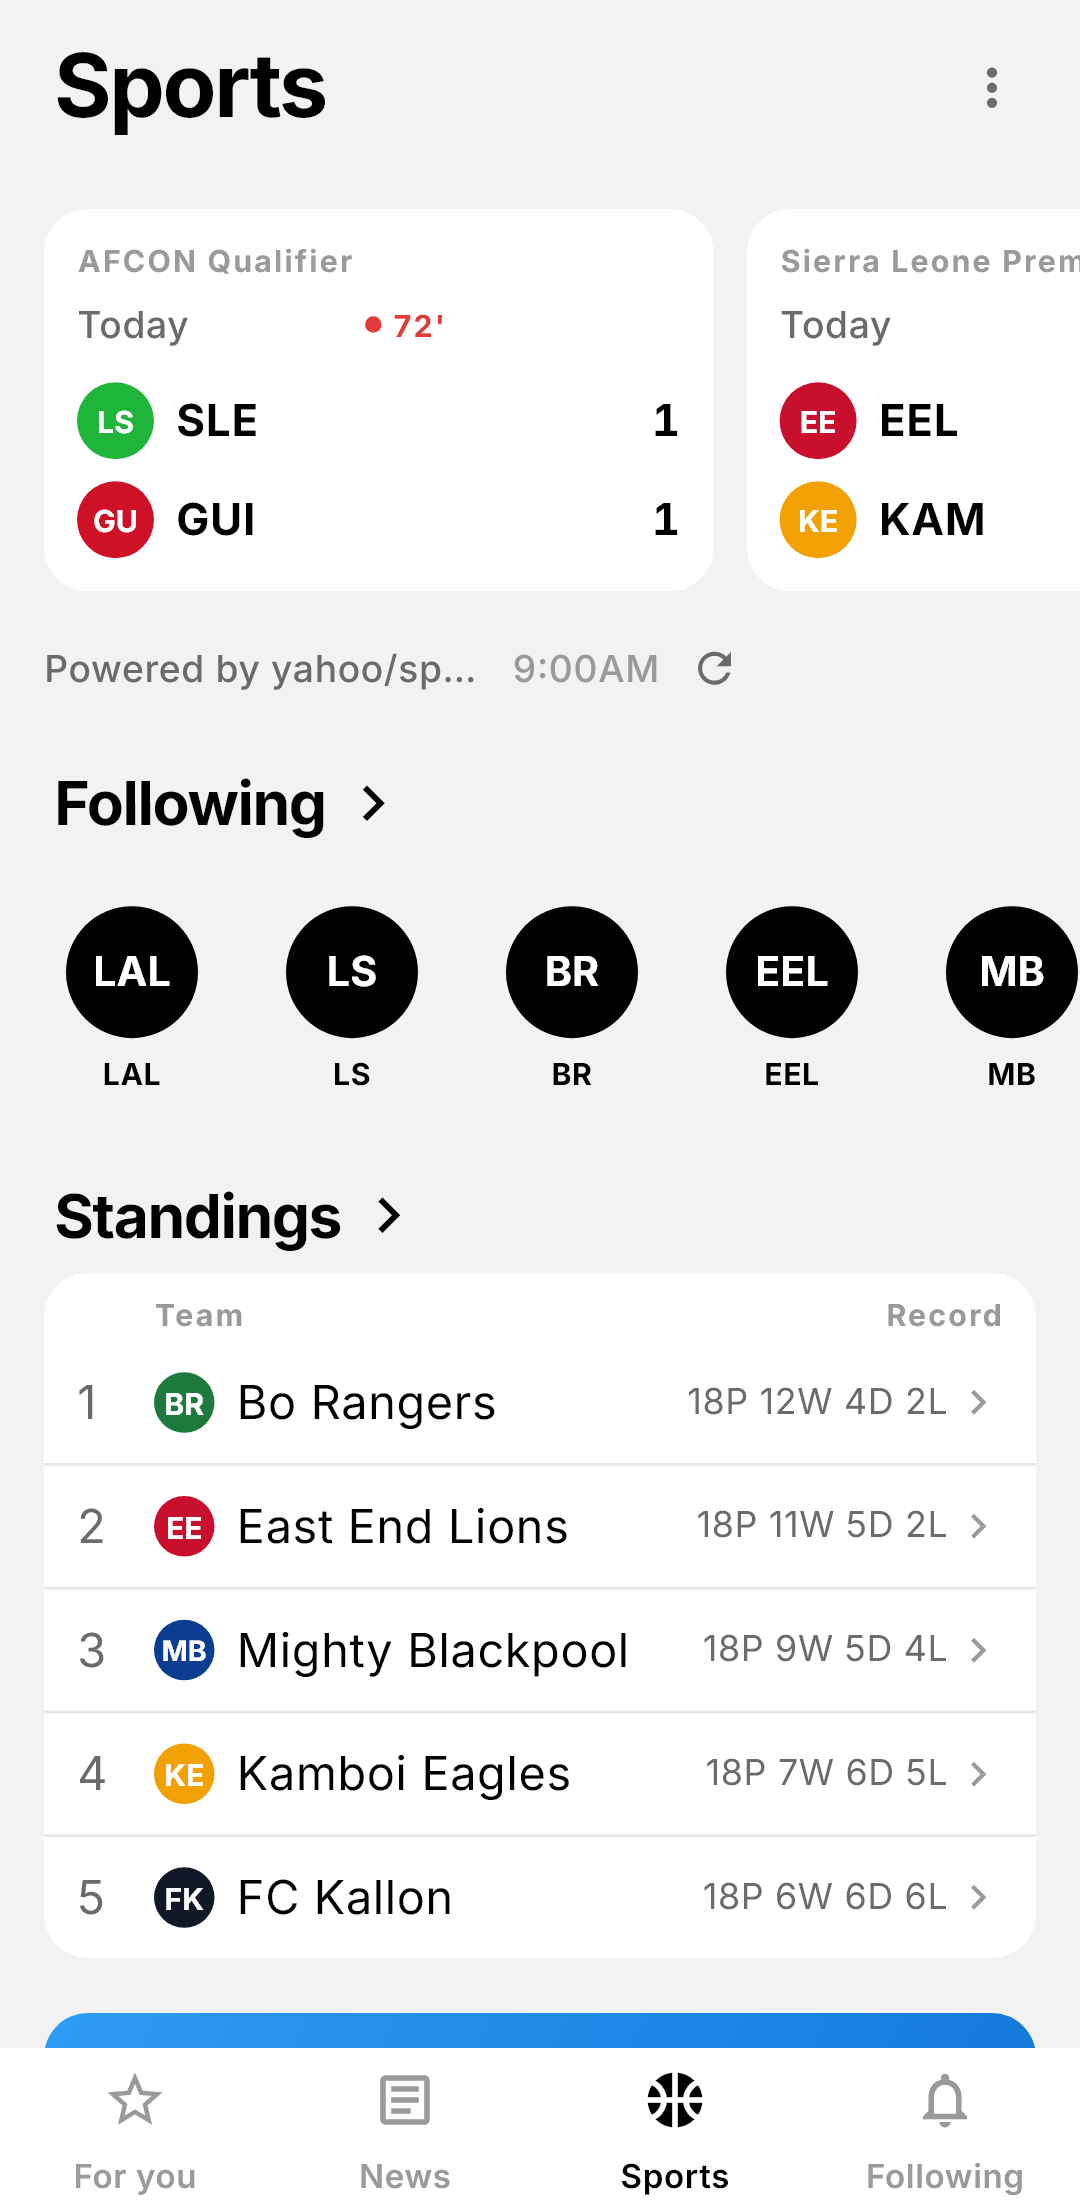 Sports
AFCON Qualifier
Today 72'
LS SLE 1
GU GUI 1
Sierra Leone Prem
Today
EE EEL
KE KAM
Powered by yahoo/sp... 9:00AM
Following
LAL LS BR EEL MB
LAL LS BR EEL MB
Standings
Team Record
1 BR Bo Rangers 18P 12W 4D 2L
2 EE East End Lions 18P 11W 5D 2L
3 MB Mighty Blackpool 18P 9W 5D 4L
4 KE Kamboi Eagles 18P 7W 6D 5L
5 FK FC Kallon 18P 6W 6D 6L
For you News Sports Following